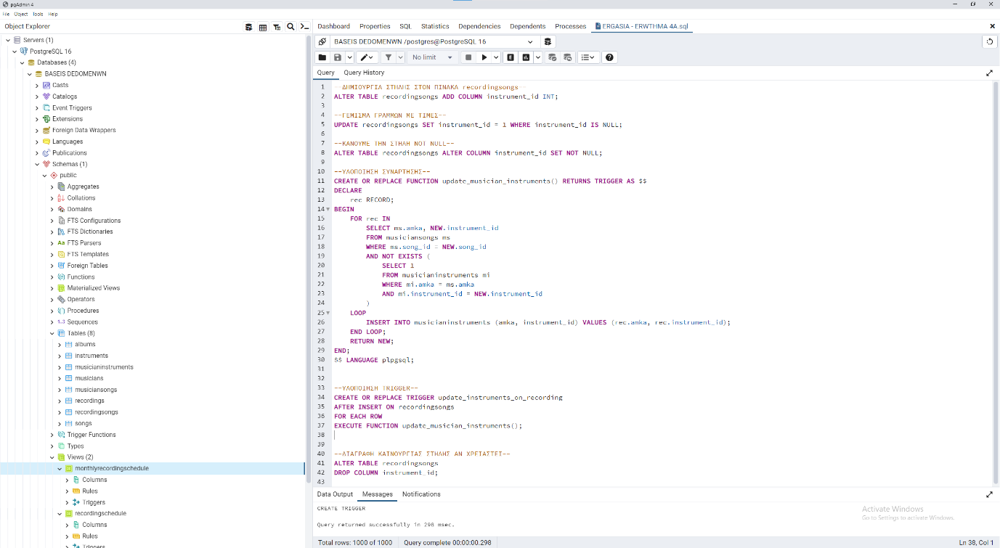 pgAdmin 4
File Object Tools Help
Object Explorer
Dashboard Properties SQL Statistics Dependencies Dependents Processes ERGASIA - ERWTHMA 4A.sql
Servers (1)
PostgreSQL 16
Databases (4)
BASEIS DEDOMENWN
Casts
Catalogs
Event Triggers
Extensions
Foreign Data Wrappers
Languages
Publications
Schemas (1)
public
Aggregates
Collations
Domains
FTS Configurations
FTS Dictionaries
FTS Parsers
FTS Templates
Foreign Tables
Functions
Materialized Views
Operators
Procedures
1..3 Sequences
Tables (8)
albums
instruments
musicianinstruments
musicians
musiciansongs
recordings
recordingsongs
songs
Trigger Functions
Types
Views (2)
monthlyrecordingschedule
Columns
Rules
Triggers
recordingschedule
Columns
Rules
Triggers
BASEIS DEDOMENWN /postgres@PostgreSQL 16
No limit
Query Query History
1 --ΔΗΜΙΟΥΡΓΙΑ ΣΤΗΛΗΣ ΣΤΟΝ ΠΙΝΑΚΑ recordingsongs--
2 ALTER TABLE recordingsongs ADD COLUMN instrument_id INT;
3
4 --ΓΕΜΙΣΜΑ ΓΡΑΜΜΩΝ ΜΕ ΤΙΜΕΣ--
5 UPDATE recordingsongs SET instrument_id = 1 WHERE instrument_id IS NULL;
6
7 --ΚΑΝΟΥΜΕ ΤΗΝ ΣΤΗΛΗ NOT NULL--
8 ALTER TABLE recordingsongs ALTER COLUMN instrument_id SET NOT NULL;
9
10 --ΥΛΟΠΟΙΗΣΗ ΣΥΝΑΡΤΗΣΗΣ--
11 CREATE OR REPLACE FUNCTION update_musician_instruments() RETURNS TRIGGER AS $$
12 DECLARE
13 rec RECORD;
14 BEGIN
15 FOR rec IN
16 SELECT ms.amka, NEW.instrument_id
17 FROM musiciansongs ms
18 WHERE ms.song_id = NEW.song_id
19 AND NOT EXISTS (
20 SELECT 1
21 FROM musicianinstruments mi
22 WHERE mi.amka = ms.amka
23 AND mi.instrument_id = NEW.instrument_id
24 )
25 LOOP
26 INSERT INTO musicianinstruments (amka, instrument_id) VALUES (rec.amka, rec.instrument_id);
27 END LOOP;
28 RETURN NEW;
29 END;
30 $$ LANGUAGE plpgsql;
31
32
33 --ΥΛΟΠΟΙΗΣΗ TRIGGER--
34 CREATE OR REPLACE TRIGGER update_instruments_on_recording
35 AFTER INSERT ON recordingsongs
36 FOR EACH ROW
37 EXECUTE FUNCTION update_musician_instruments();
38
39
40 --ΔΙΑΓΡΑΦΗ ΚΑΙΝΟΥΡΓΙΑΣ ΣΤΗΛΗΣ ΑΝ ΧΡΕΙΑΣΤΕΙ--
41 ALTER TABLE recordingsongs
42 DROP COLUMN instrument_id;
43
Data Output Messages Notifications
CREATE TRIGGER
Query returned successfully in 298 msec.
Activate Windows
Go to Settings to activate Windows.
Total rows: 1000 of 1000 Query complete 00:00:00.298 Ln 38, Col 1